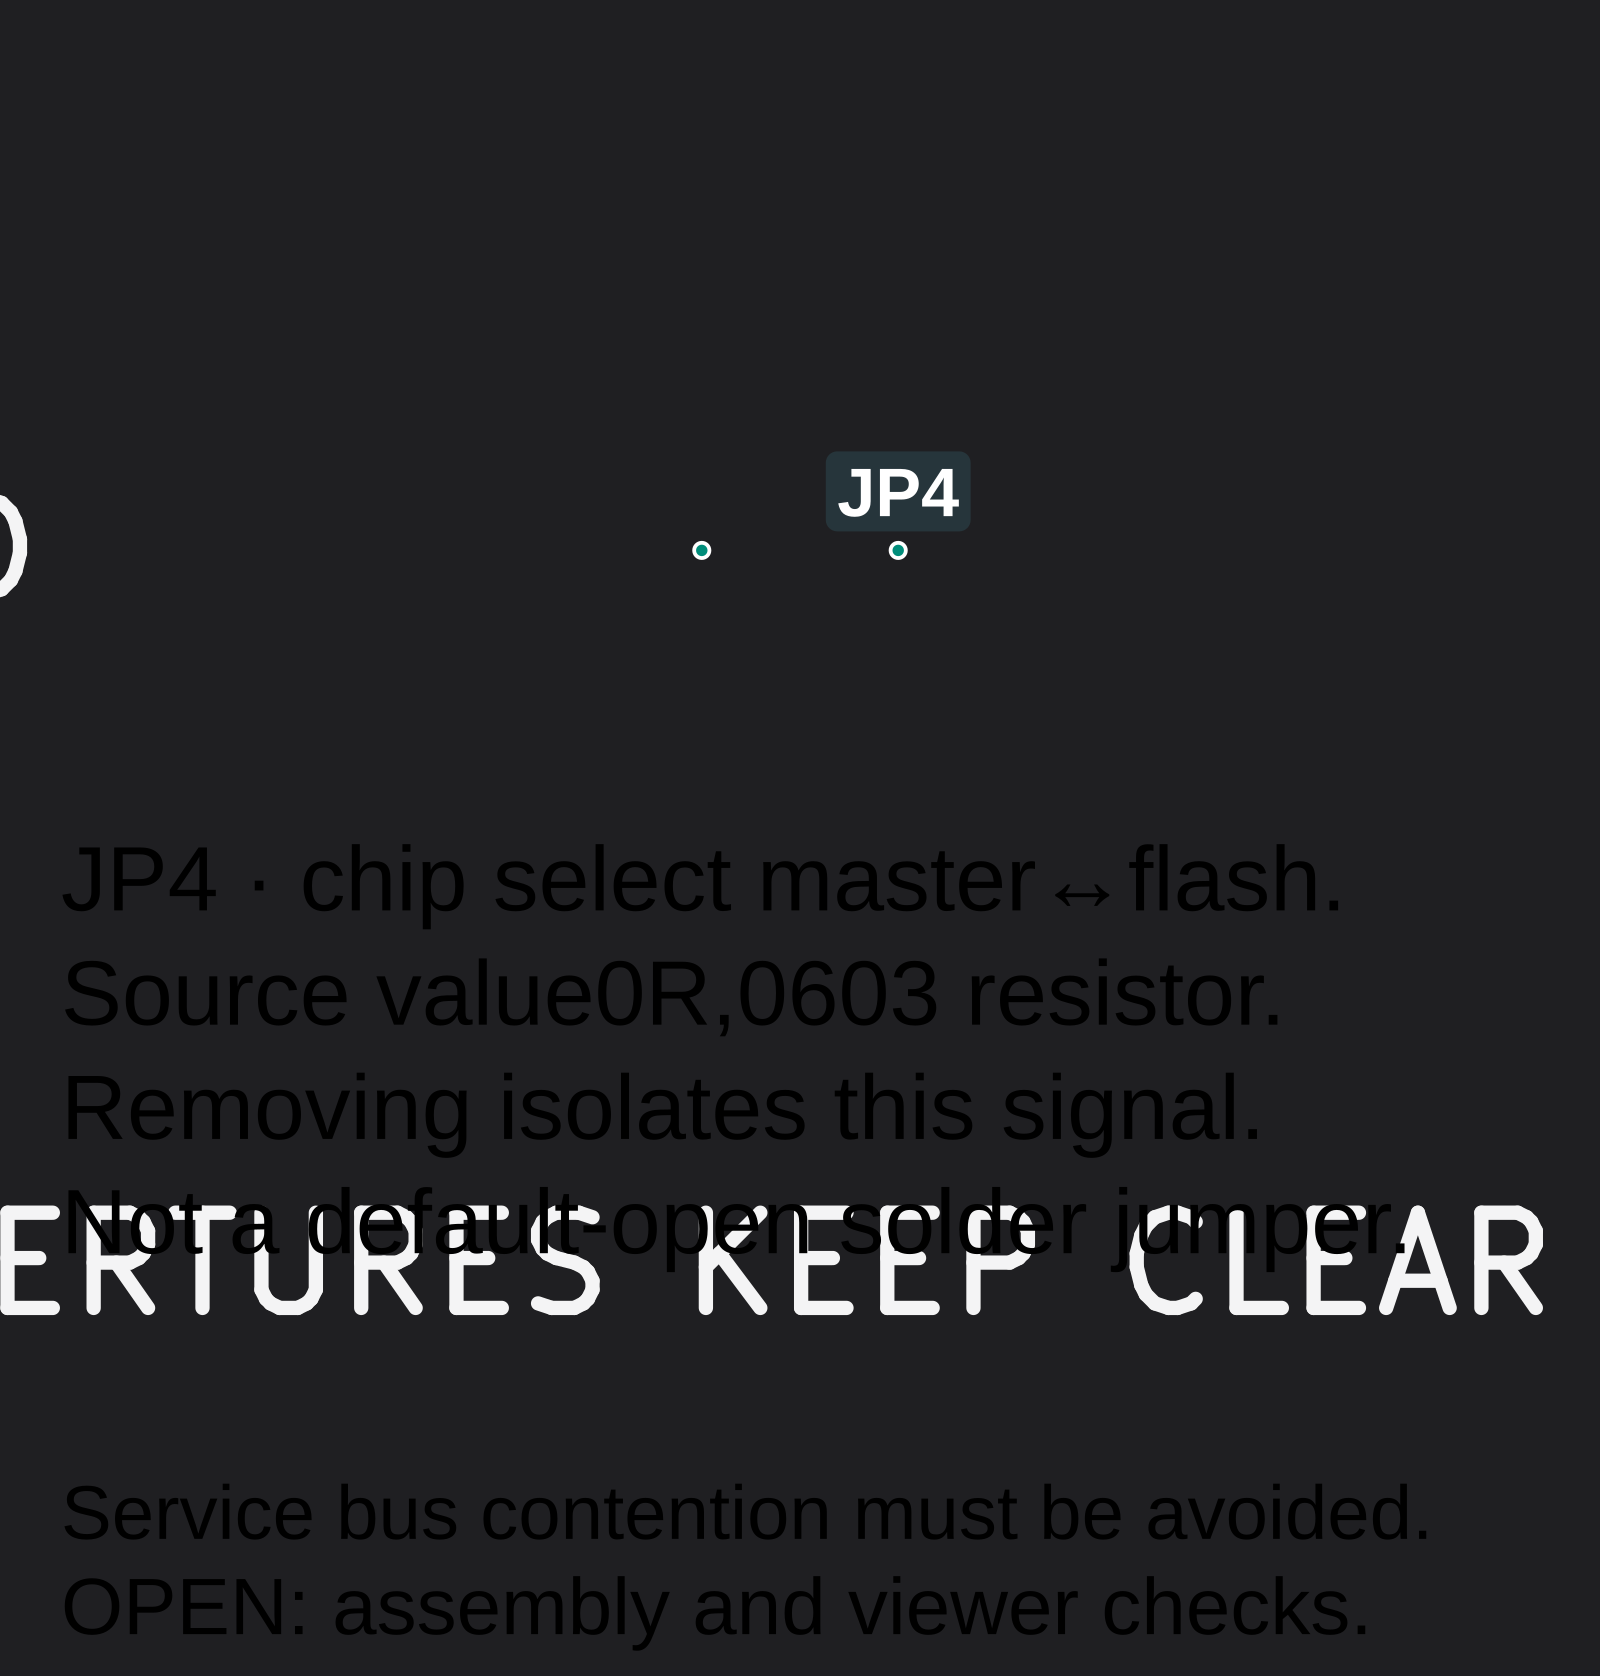 JP4
JP4 · chip select master↔flash.
Source value0R,0603 resistor.
Removing isolates this signal.
Not a default-open solder jumper.
ERTURES KEEP CLEAR
Service bus contention must be avoided.
OPEN: assembly and viewer checks.